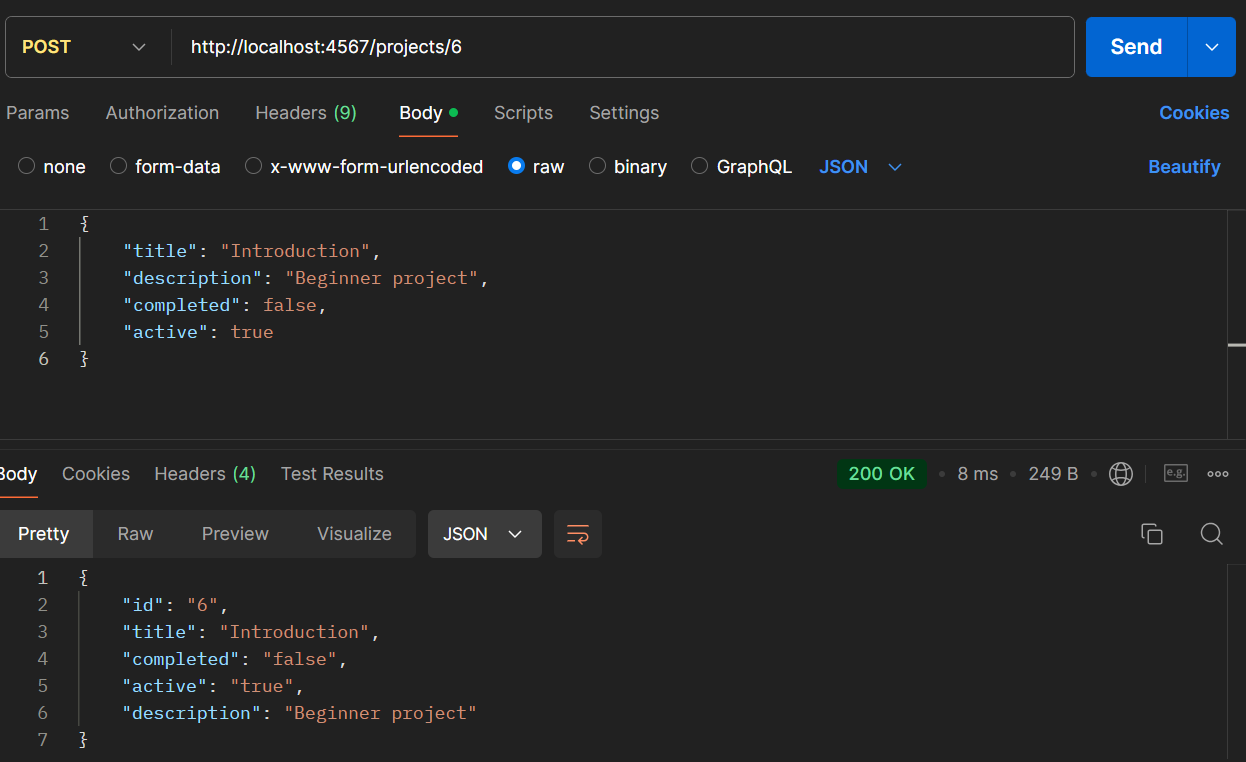 POST http://localhost:4567/projects/6 Send
Params Authorization Headers (9) Body Scripts Settings Cookies
none form-data x-www-form-urlencoded raw binary GraphQL JSON Beautify
1 {
2 "title": "Introduction",
3 "description": "Beginner project",
4 "completed": false,
5 "active": true
6 }
Body Cookies Headers (4) Test Results 200 OK • 8 ms • 249 B • e.g.
Pretty Raw Preview Visualize JSON
1 {
2 "id": "6",
3 "title": "Introduction",
4 "completed": "false",
5 "active": "true",
6 "description": "Beginner project"
7 }